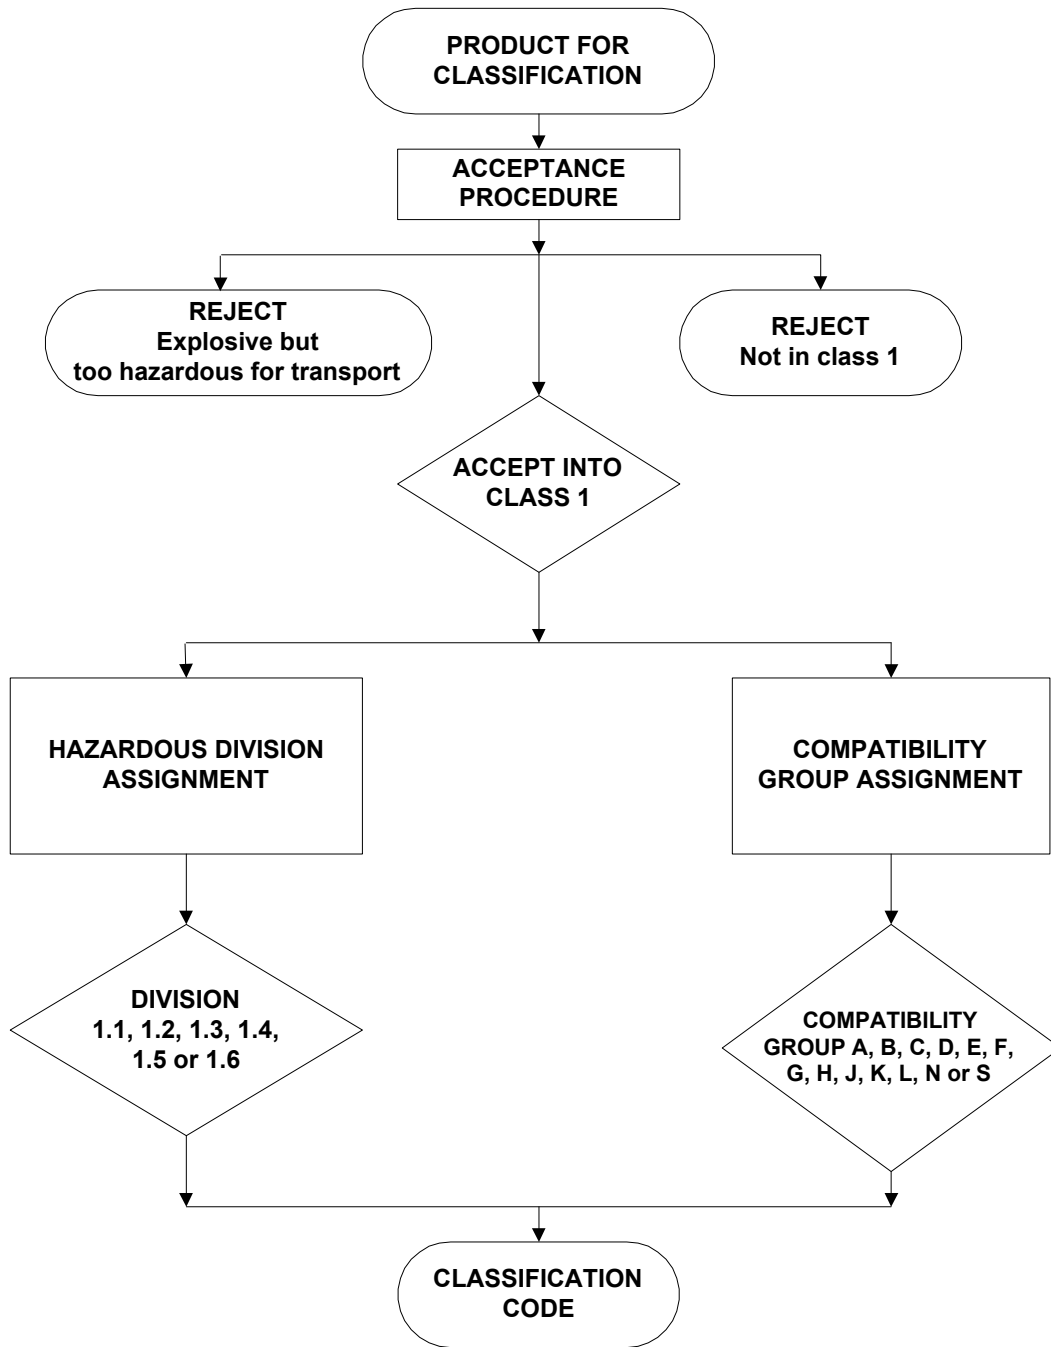 PRODUCT FOR
CLASSIFICATION
ACCEPTANCE
PROCEDURE
REJECT
Explosive but
too hazardous for transport
REJECT
Not in class 1
ACCEPT INTO
CLASS 1
HAZARDOUS DIVISION
ASSIGNMENT
COMPATIBILITY
GROUP ASSIGNMENT
DIVISION
1.1, 1.2, 1.3, 1.4,
1.5 or 1.6
COMPATIBILITY
GROUP A, B, C, D, E, F,
G, H, J, K, L, N or S
CLASSIFICATION
CODE